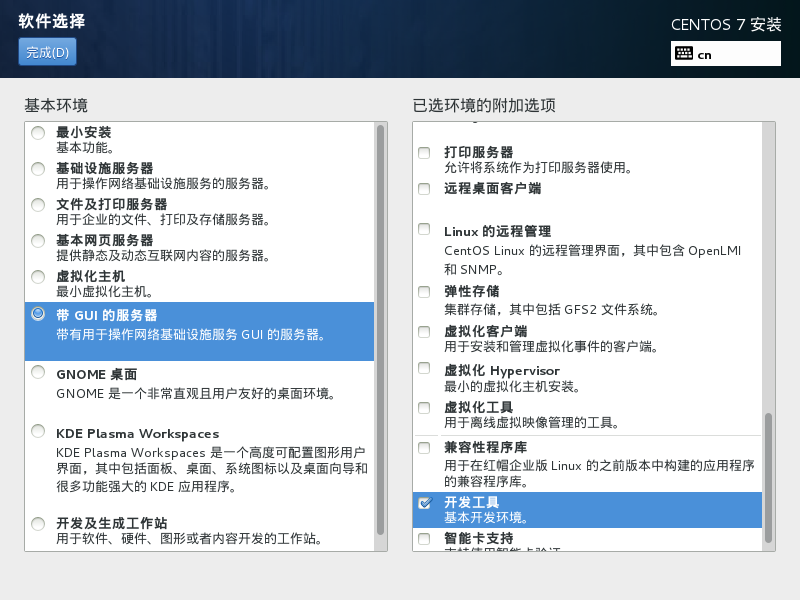 软件选择
完成(D)
CENTOS 7 安装
cn
基本环境
最小安装
基本功能。
基础设施服务器
用于操作网络基础设施服务的服务器。
文件及打印服务器
用于企业的文件、打印及存储服务器。
基本网页服务器
提供静态及动态互联网内容的服务器。
虚拟化主机
最小虚拟化主机。
带 GUI 的服务器
带有用于操作网络基础设施服务 GUI 的服务器。
GNOME 桌面
GNOME 是一个非常直观且用户友好的桌面环境。
KDE Plasma Workspaces
KDE Plasma Workspaces 是一个高度可配置图形用户
界面，其中包括面板、桌面、系统图标以及桌面向导和
很多功能强大的 KDE 应用程序。
开发及生成工作站
用于软件、硬件、图形或者内容开发的工作站。
已选环境的附加选项
打印服务器
允许将系统作为打印服务器使用。
远程桌面客户端
Linux 的远程管理
CentOS Linux 的远程管理界面，其中包含 OpenLMI
和 SNMP。
弹性存储
集群存储，其中包括 GFS2 文件系统。
虚拟化客户端
用于安装和管理虚拟化事件的客户端。
虚拟化 Hypervisor
最小的虚拟化主机安装。
虚拟化工具
用于离线虚拟映像管理的工具。
兼容性程序库
用于在红帽企业版 Linux 的之前版本中构建的应用程序
的兼容程序库。
开发工具
基本开发环境。
智能卡支持